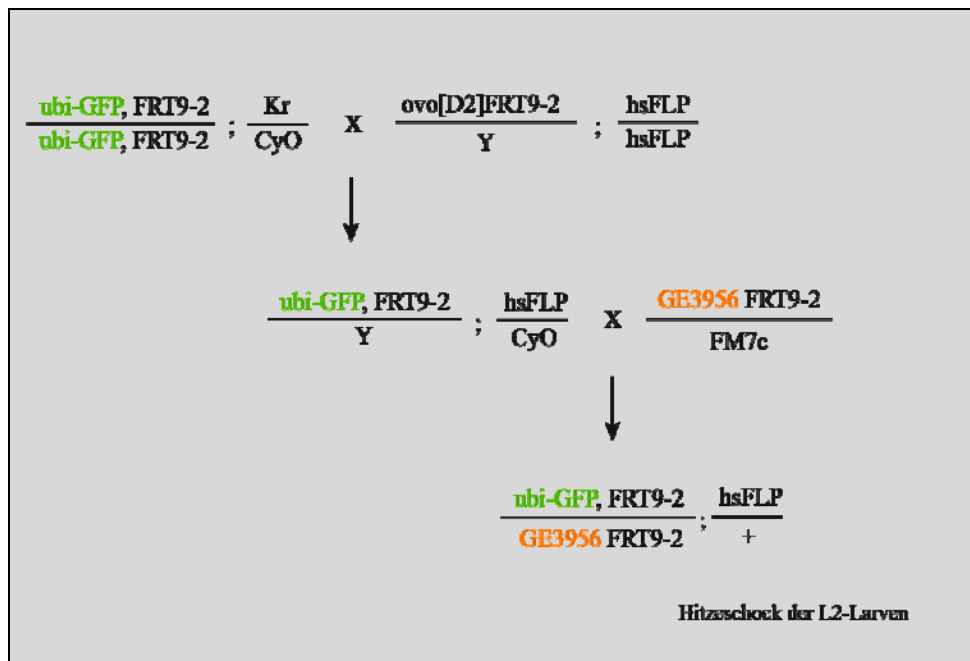 ubi-GFP, FRT9-2 Kr ovo[D2]FRT9-2 hsFLP
; X ;
ubi-GFP, FRT9-2 CyO Y hsFLP
ubi-GFP, FRT9-2 hsFLP GE3956 FRT9-2
; X
Y CyO FM7c
ubi-GFP, FRT9-2 hsFLP
;
GE3956 FRT9-2 +
Hitzeschock der L2-Larven